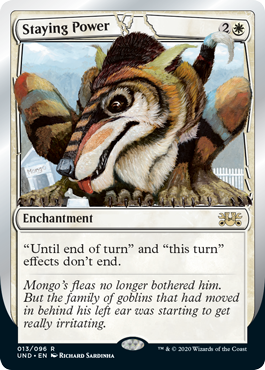 Staying Power 2
Enchantment
“Until end of turn” and “this turn”
effects don’t end.
Mongo’s fleas no longer bothered him.
But the family of goblins that had moved
in behind his left ear was starting to get
really irritating.
013/096 R
UND • EN Richard Sardinha
™ & © 2020 Wizards of the Coast